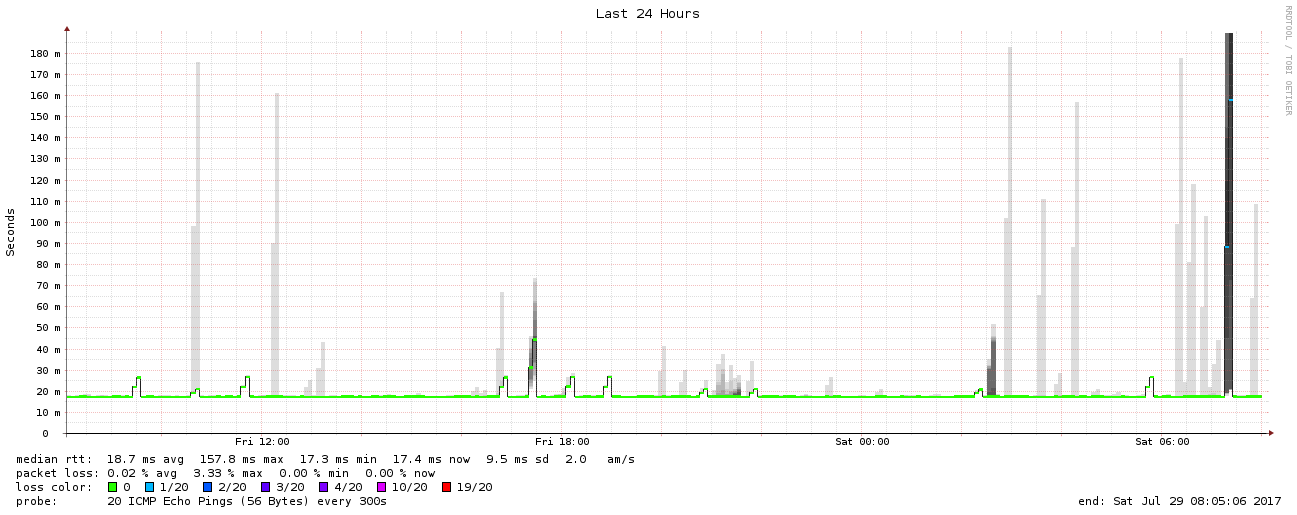 Last 24 Hours
RRDTOOL / TOBI OETIKER
Seconds
180 m
170 m
160 m
150 m
140 m
130 m
120 m
110 m
100 m
90 m
80 m
70 m
60 m
50 m
40 m
30 m
20 m
10 m
0
Fri 12:00 Fri 18:00 Sat 00:00 Sat 06:00
median rtt: 18.7 ms avg 157.8 ms max 17.3 ms min 17.4 ms now 9.5 ms sd 2.0 am/s
packet loss: 0.02 % avg 3.33 % max 0.00 % min 0.00 % now
loss color: 0 1/20 2/20 3/20 4/20 10/20 19/20
probe: 20 ICMP Echo Pings (56 Bytes) every 300s end: Sat Jul 29 08:05:06 2017